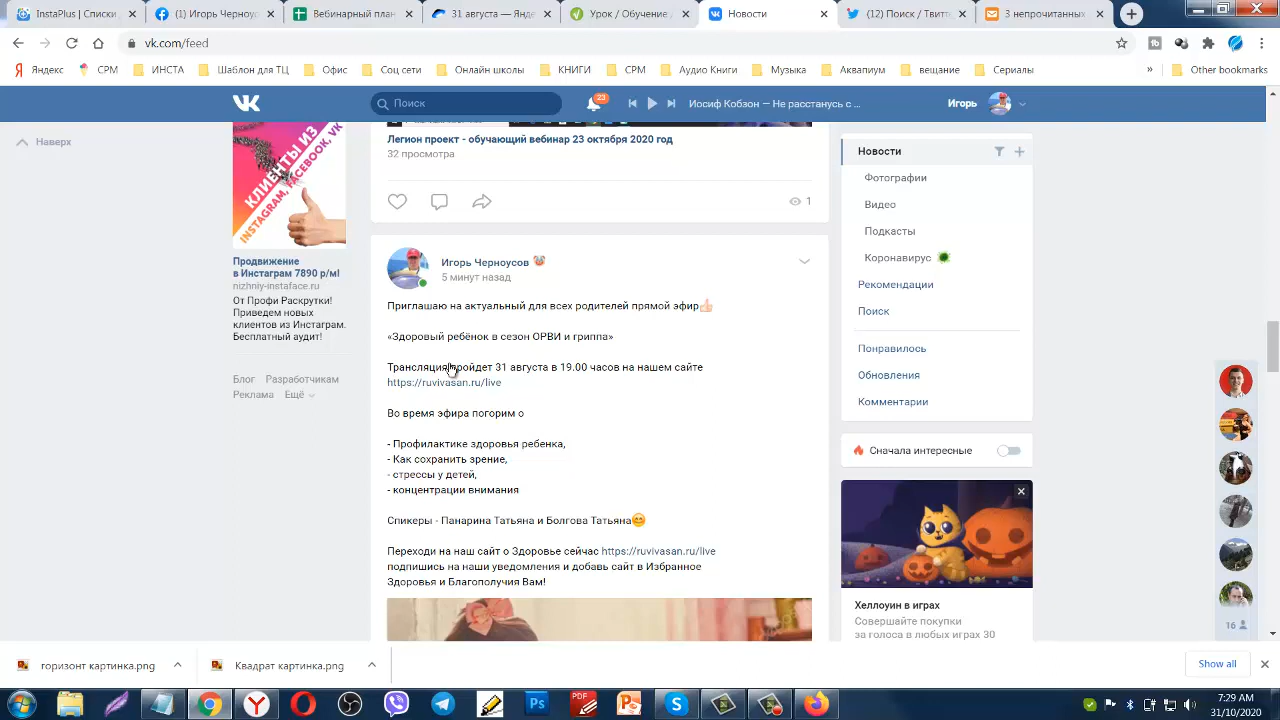 InstaPlus | Списки
(1) Игорь Черноус
Вебинарный план
31 август — Янде
Урок / Обучение
Новости
(12) Поиск / Твит
3 непрочитанных
vk.com/feed
Яндекс
СРМ
ИНСТА
Шаблон для ТЦ
Офис
Соц сети
Онлайн школы
КНИГИ
СРМ
Аудио Книги
Музыка
Аквапиум
вещание
Сериалы
»
Other bookmarks
Поиск
23
Иосиф Кобзон — Не расстанусь с ...
Игорь
Наверх
КЛИЕНТЫ ИЗ
INSTAGRAM, FACEBOOK, VK
Продвижение
в Инстаграм 7890 р/м!
nizhniy-instaface.ru
От Профи Раскрутки!
Приведем новых
клиентов из Инстаграм.
Бесплатный аудит!
Блог Разработчикам
Реклама Ещё
Легион проект - обучающий вебинар 23 октября 2020 год
32 просмотра
1
Игорь Черноусов
5 минут назад
Приглашаю на актуальный для всех родителей прямой эфир
«Здоровый ребёнок в сезон ОРВИ и гриппа»
Трансляция пройдет 31 августа в 19.00 часов на нашем сайте
https://ruvivasan.ru/live
Во время эфира погорим о
- Профилактике здоровья ребенка,
- Как сохранить зрение,
- стрессы у детей,
- концентрации внимания
Спикеры - Панарина Татьяна и Болгова Татьяна
Переходи на наш сайт о Здоровье сейчас https://ruvivasan.ru/live
подпишись на наши уведомления и добавь сайт в Избранное
Здоровья и Благополучия Вам!
Новости
Фотографии
Видео
Подкасты
Коронавирус
Рекомендации
Поиск
Понравилось
Обновления
Комментарии
Сначала интересные
Хеллоуин в играх
Совершайте покупки
за голоса в любых играх 30
16
горизонт картинка.png
Квадрат картинка.png
Show all
7:29 AM
31/10/2020